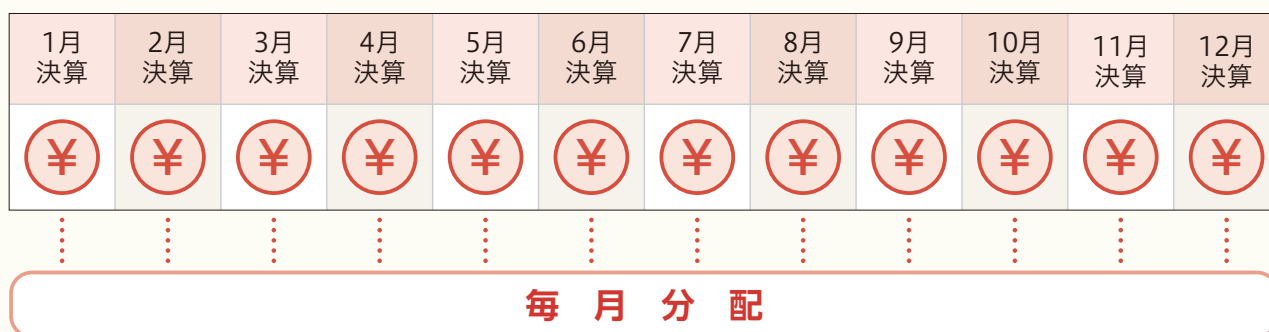 1月 2月 3月 4月 5月 6月 7月 8月 9月 10月 11月 12月
決算 決算 決算 決算 決算 決算 決算 決算 決算 決算 決算 決算
¥ ¥ ¥ ¥ ¥ ¥ ¥ ¥ ¥ ¥ ¥ ¥
毎月分配